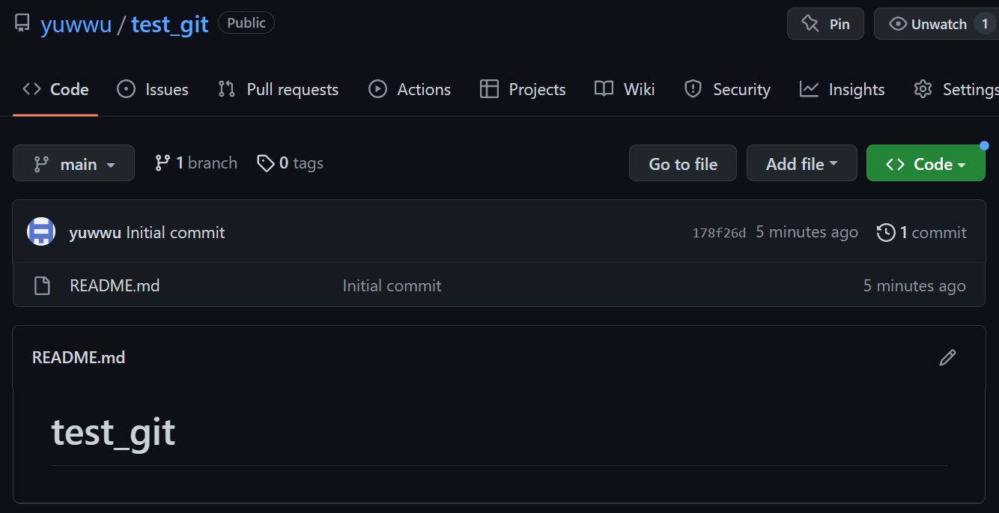 yuwwu / test_git Public Pin Unwatch 1
Code Issues Pull requests Actions Projects Wiki Security Insights Settings
main 1 branch 0 tags Go to file Add file Code
yuwwu Initial commit 178f26d 5 minutes ago 1 commit
README.md Initial commit 5 minutes ago
README.md
test_git